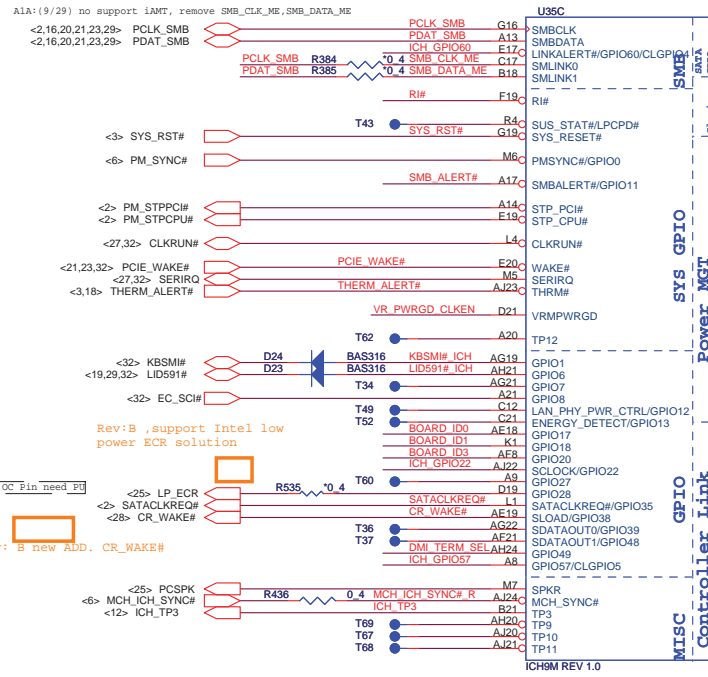 A1A:(9/29) no support iAMT, remove SMB_CLK_ME,SMB_DATA_ME
U35C
<2,16,20,21,23,29> PCLK_SMB PCLK_SMB G16 SMBCLK
<2,16,20,21,23,29> PDAT_SMB PDAT_SMB A13 SMBDATA
ICH_GPIO60 E17 LINKALERT#/GPIO60/CLGPIO4
PCLK_SMB R384 *0_4 SMB_CLK_ME C17 SMLINK0
PDAT_SMB R385 *0_4 SMB_DATA_ME B18 SMLINK1
SMB
SATA
RI# F19 RI#
T43 R4 SUS_STAT#/LPCPD#
<3> SYS_RST# SYS_RST# G19 SYS_RESET#
<6> PM_SYNC# M6 PMSYNC#/GPIO0
SMB_ALERT# A17 SMBALERT#/GPIO11
<2> PM_STPPCI# A14 STP_PCI#
<2> PM_STPCPU# E19 STP_CPU#
<27,32> CLKRUN# L4 CLKRUN#
<21,23,32> PCIE_WAKE# PCIE_WAKE# E20 WAKE#
<27,32> SERIRQ M5 SERIRQ
<3,18> THERM_ALERT# THERM_ALERT# AJ23 THRM#
VR_PWRGD_CLKEN D21 VRMPWRGD
T62 A20 TP12
SYS GPIO
Power MGT
<32> KBSMI# D24 BAS316 KBSMI#_ICH AG19 GPIO1
<19,29,32> LID591# D23 BAS316 LID591#_ICH AH21 GPIO6
T34 AG21 GPIO7
<32> EC_SCI# A21 GPIO8
T49 C12 LAN_PHY_PWR_CTRL/GPIO12
T52 C21 ENERGY_DETECT/GPIO13
Rev:B ,support Intel low
power ECR solution
BOARD_ID0 AE18 GPIO17
BOARD_ID1 K1 GPIO18
BOARD_ID3 AF8 GPIO20
ICH_GPIO22 AJ22 SCLOCK/GPIO22
T60 A9 GPIO27
OC Pin need PU
<25> LP_ECR R535 *0_4 D19 GPIO28
<2> SATACLKREQ# SATACLKREQ# L1 SATACLKREQ#/GPIO35
<28> CR_WAKE# CR_WAKE# AE19 SLOAD/GPIO38
T36 AG22 SDATAOUT0/GPIO39
T37 AF21 SDATAOUT1/GPIO48
: B new ADD. CR_WAKE#
DMI_TERM_SEL AH24 GPIO49
ICH_GPIO57 A8 GPIO57/CLGPIO5
GPIO
Controller Link
<25> PCSPK M7 SPKR
<6> MCH_ICH_SYNC# R436 0_4 MCH_ICH_SYNC#_R AJ24 MCH_SYNC#
<12> ICH_TP3 ICH_TP3 B21 TP3
T69 AH20 TP9
T67 AJ20 TP10
T68 AJ21 TP11
MISC
ICH9M REV 1.0